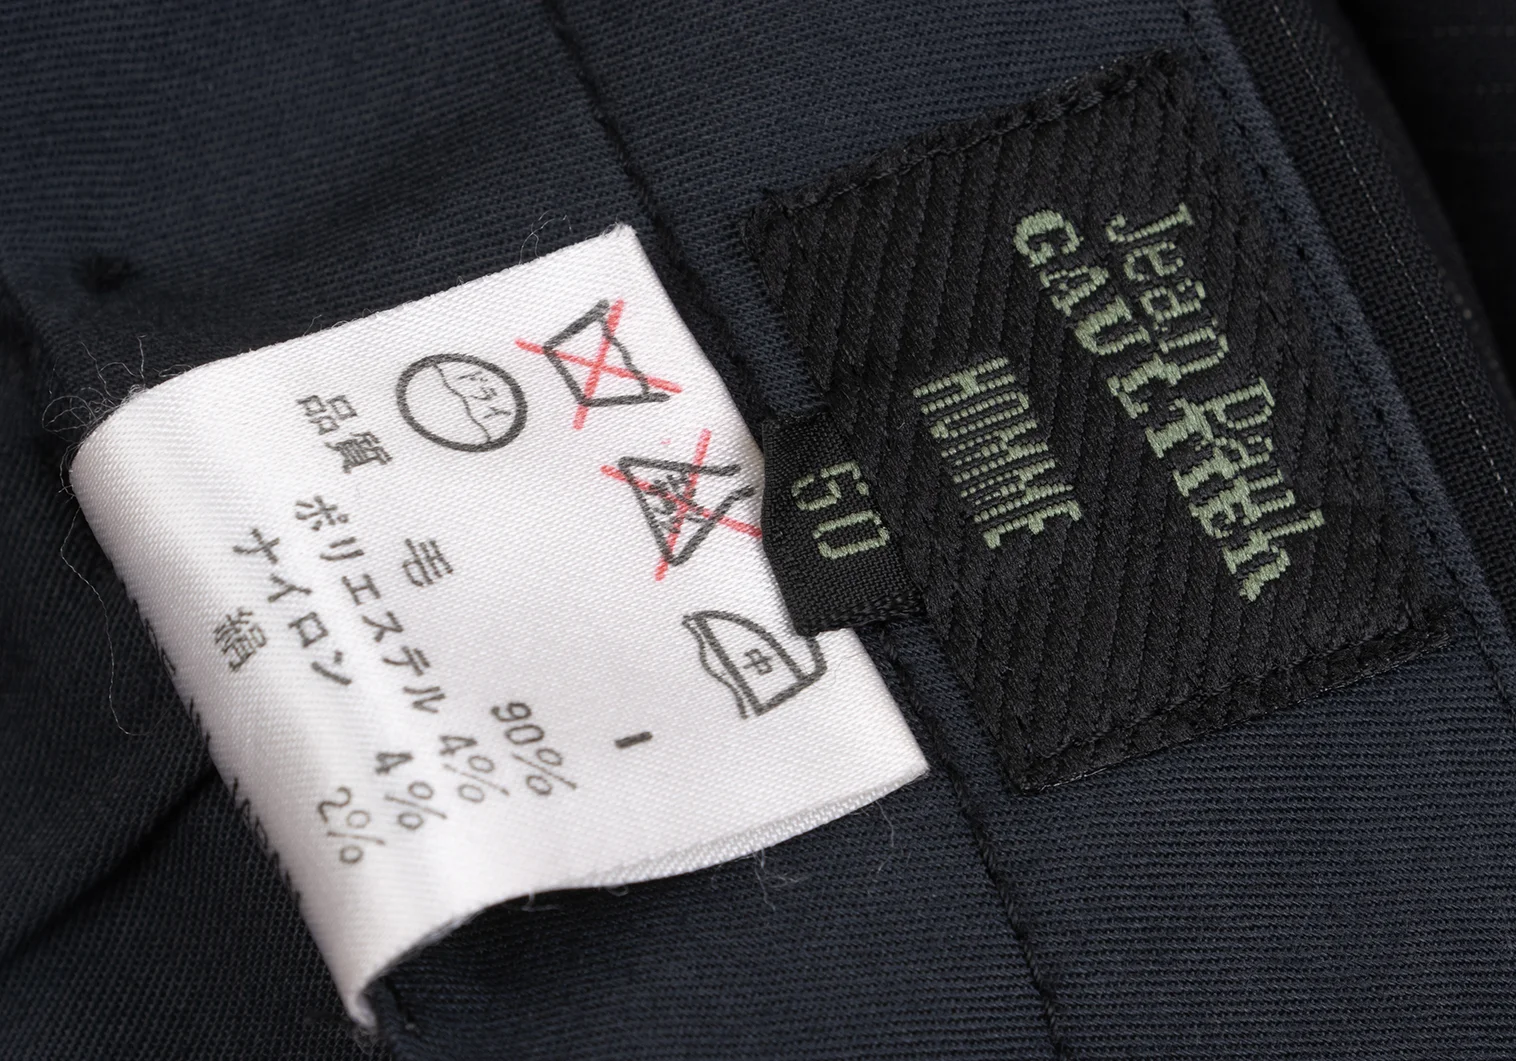 Jean Paul
GAULTIER
HOMME
50
中
ドライ
品質 毛 90%
ポリエステル 4%
ナイロン 4%
絹 2%